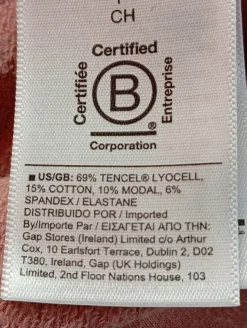 CH
Certified
Certifiée
B
®
Entreprise
Corporation
■ US/GB: 69% TENCEL® LYOCELL,
15% COTTON, 10% MODAL, 6%
SPANDEX / ELASTANE
DISTRIBUIDO POR / Imported
By/Importe Par / ΕΙΣΑΓΕΤΑΙ ΑΠΟ ΤΗΝ:
Gap Stores (Ireland) Limited c/o Arthur
Cox, 10 Earlsfort Terrace, Dublin 2, D02
T380, Ireland, Gap (UK Holdings)
Limited, 2nd Floor Nations House, 103